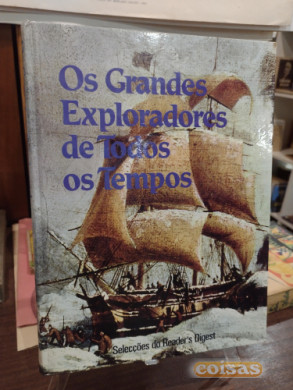 Os Grandes
Exploradores
de Todos
os Tempos
Selecções do Reader's Digest
coisas